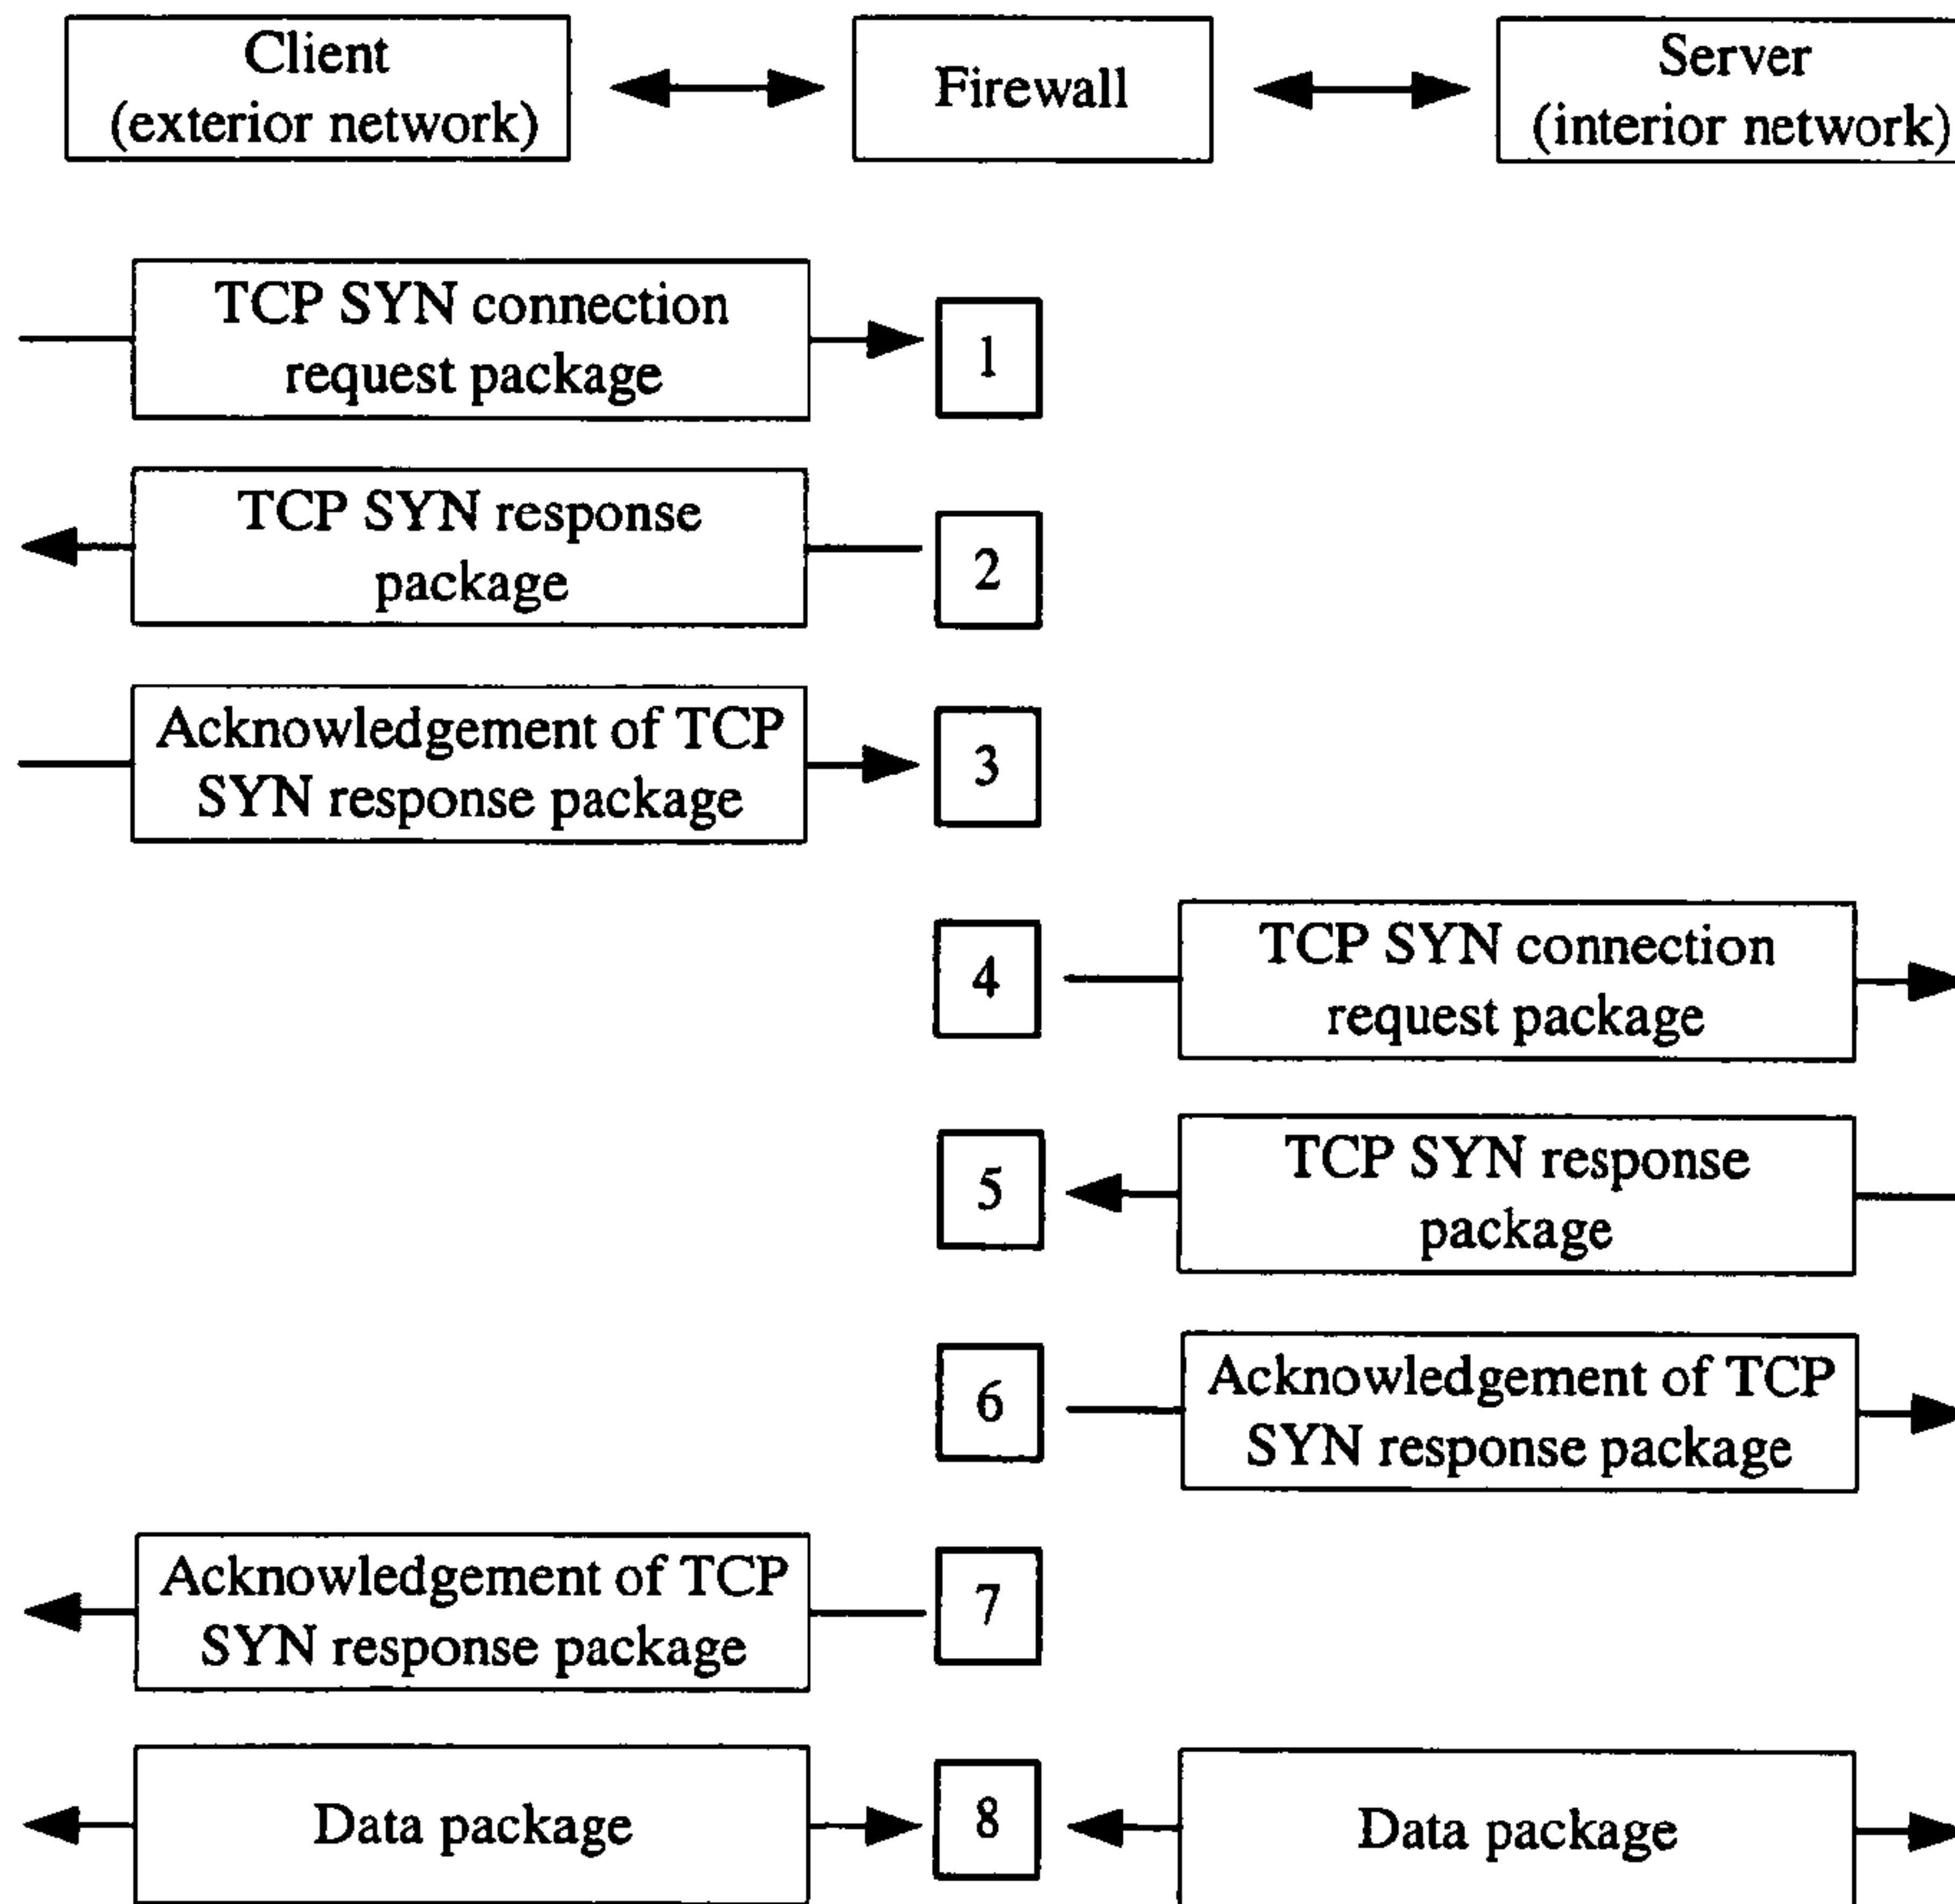 Client
(exterior network)
Firewall
Server
(interior network)
TCP SYN connection
request package
1
TCP SYN response
package
2
Acknowledgement of TCP
SYN response package
3
4
TCP SYN connection
request package
5
TCP SYN response
package
6
Acknowledgement of TCP
SYN response package
Acknowledgement of TCP
SYN response package
7
Data package
8
Data package